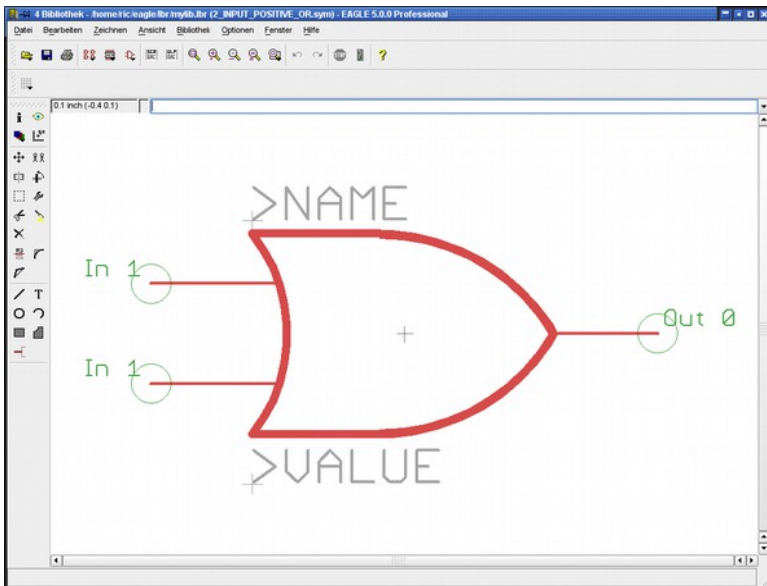 4 Bibliothek - /home/ric/eagle/lbr/mylib.lbr (2_INPUT_POSITIVE_OR.sym) - EAGLE 5.0.0 Professional
Datei Bearbeiten Zeichnen Ansicht Bibliothek Optionen Fenster Hilfe
0.1 inch (-0.4 0.1)
>NAME
In 1
Out 0
In 1
>VALUE